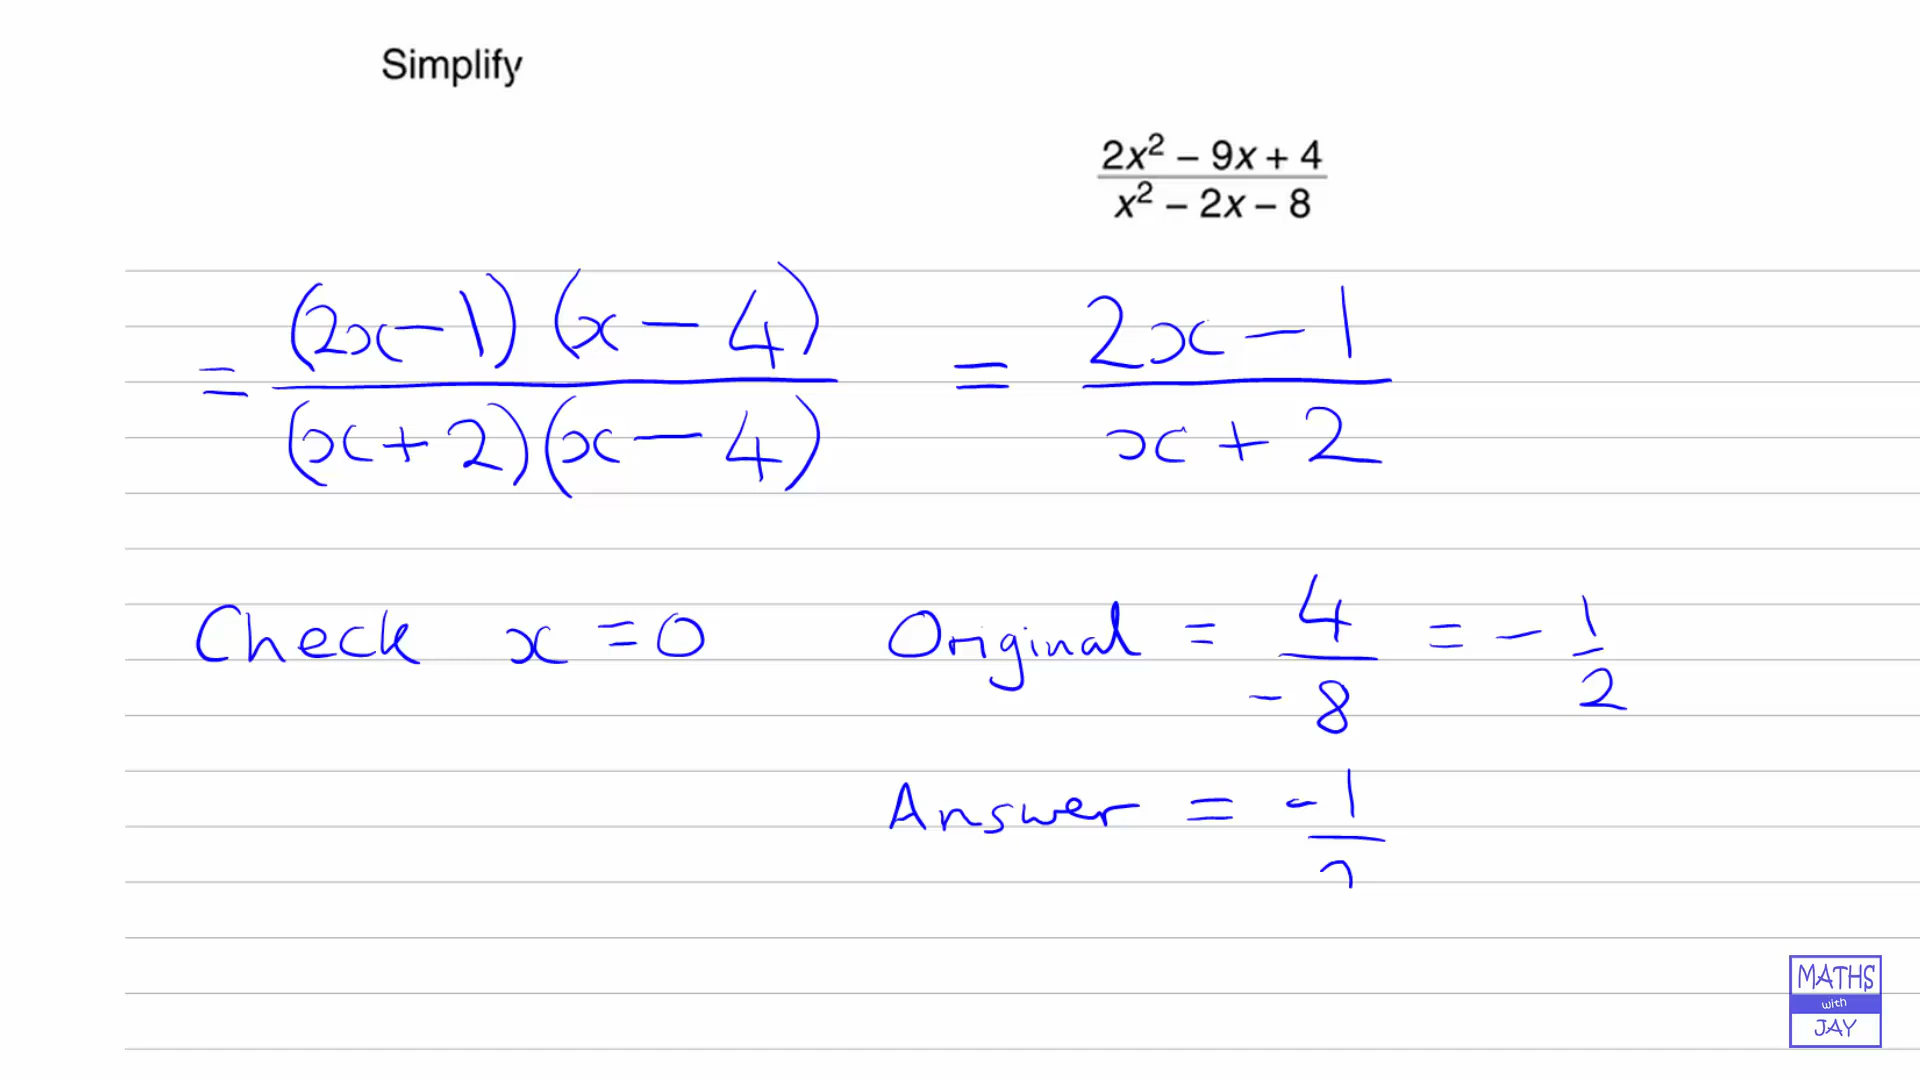 Simplify
2x² − 9x + 4
x² − 2x − 8
= (2x−1)(x−4) = 2x−1
(x+2)(x−4) x+2
Check x = 0 Original = 4 = − 1
−8 2
Answer = −1
MATHS
with
JAY